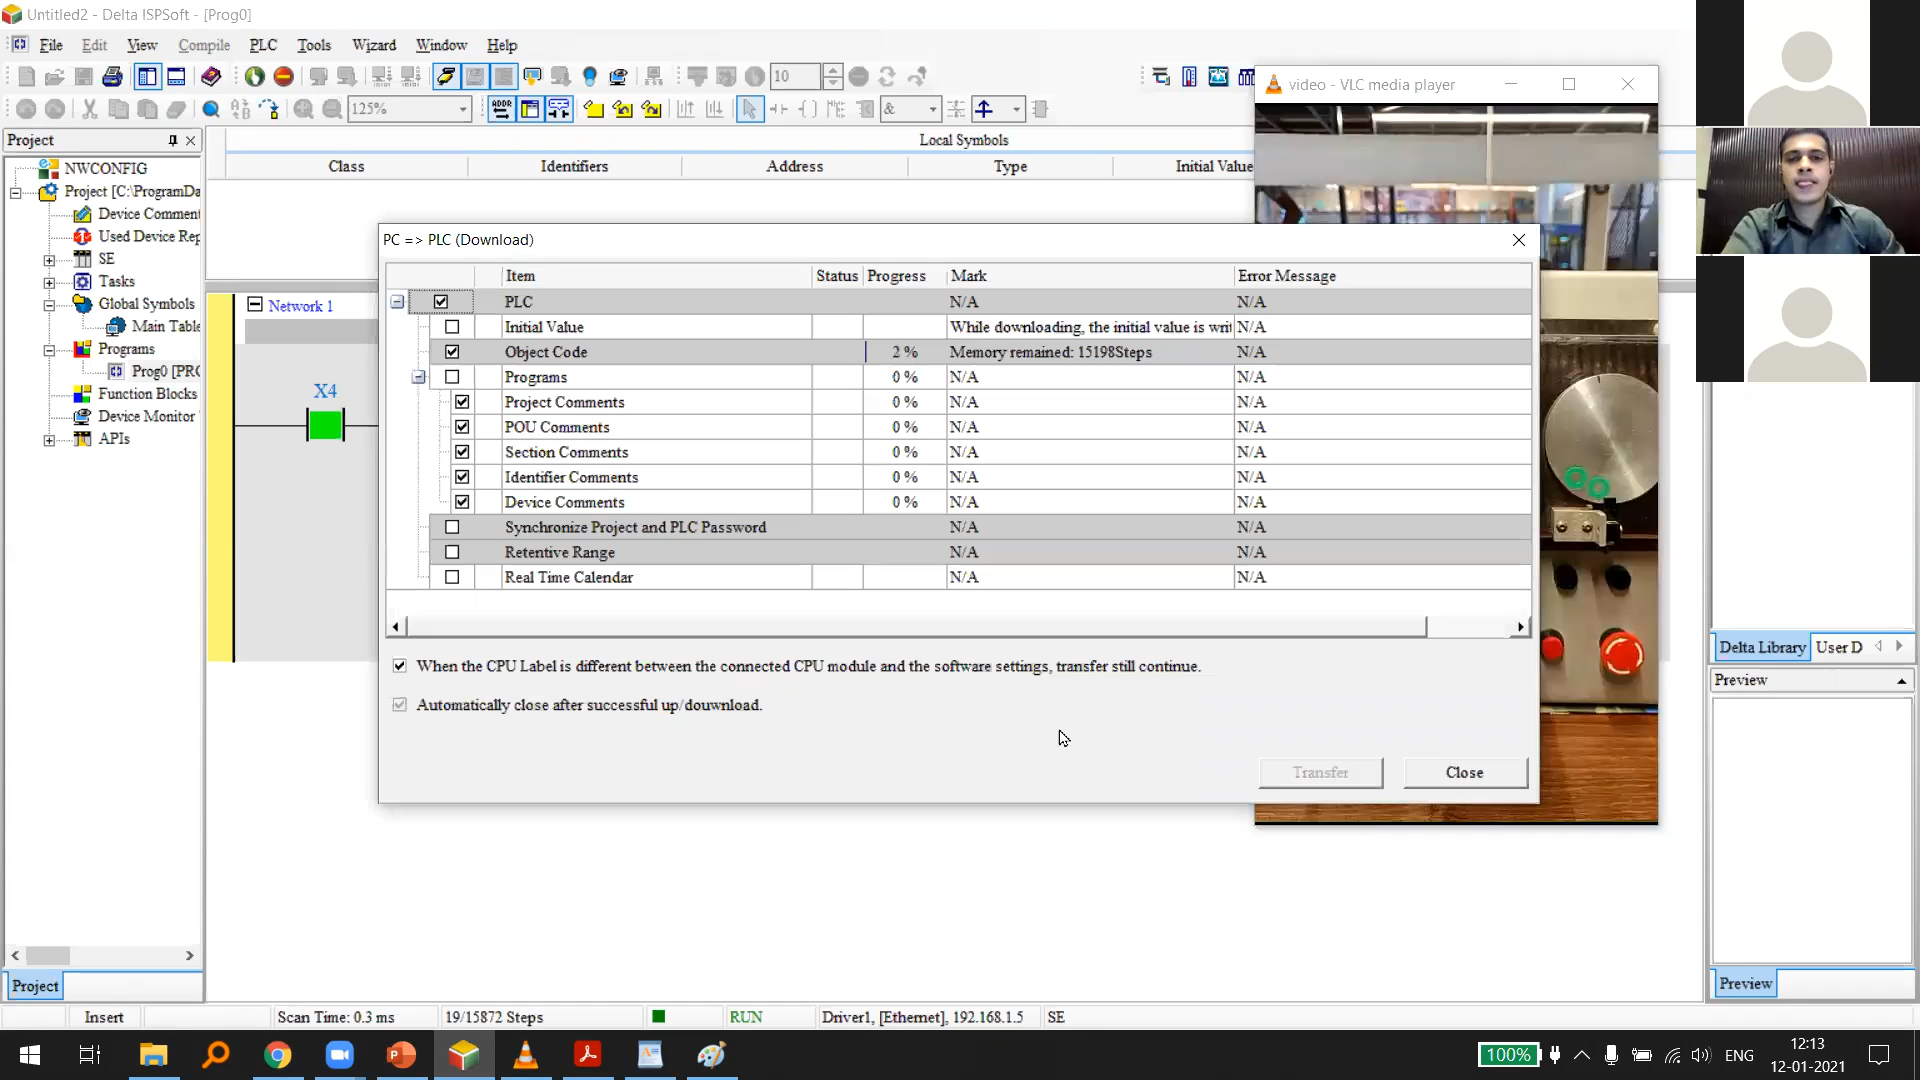 Untitled2 - Delta ISPSoft - [Prog0]
File Edit View Compile PLC Tools Wizard Window Help
10
125%
ADDR
&
video - VLC media player
Project
NWCONFIG
Project [C:\ProgramDa
Device Comment
Used Device Rep
SE
Tasks
Global Symbols
Main Table
Programs
Prog0 [PRO
Function Blocks
Device Monitor
APIs
Local Symbols
Class Identifiers Address Type Initial Value
Network 1
X4
PC => PLC (Download)
Item Status Progress Mark Error Message
PLC N/A N/A
Initial Value While downloading, the initial value is writ N/A
Object Code 2 % Memory remained: 15198Steps N/A
Programs 0 % N/A N/A
Project Comments 0 % N/A N/A
POU Comments 0 % N/A N/A
Section Comments 0 % N/A N/A
Identifier Comments 0 % N/A N/A
Device Comments 0 % N/A N/A
Synchronize Project and PLC Password N/A N/A
Retentive Range N/A N/A
Real Time Calendar N/A N/A
When the CPU Label is different between the connected CPU module and the software settings, transfer still continue.
Automatically close after successful up/douwnload.
Transfer Close
Delta Library User D
Preview
Project
Preview
Insert Scan Time: 0.3 ms 19/15872 Steps RUN Driver1, [Ethernet], 192.168.1.5 SE
100% ENG 12:13
12-01-2021